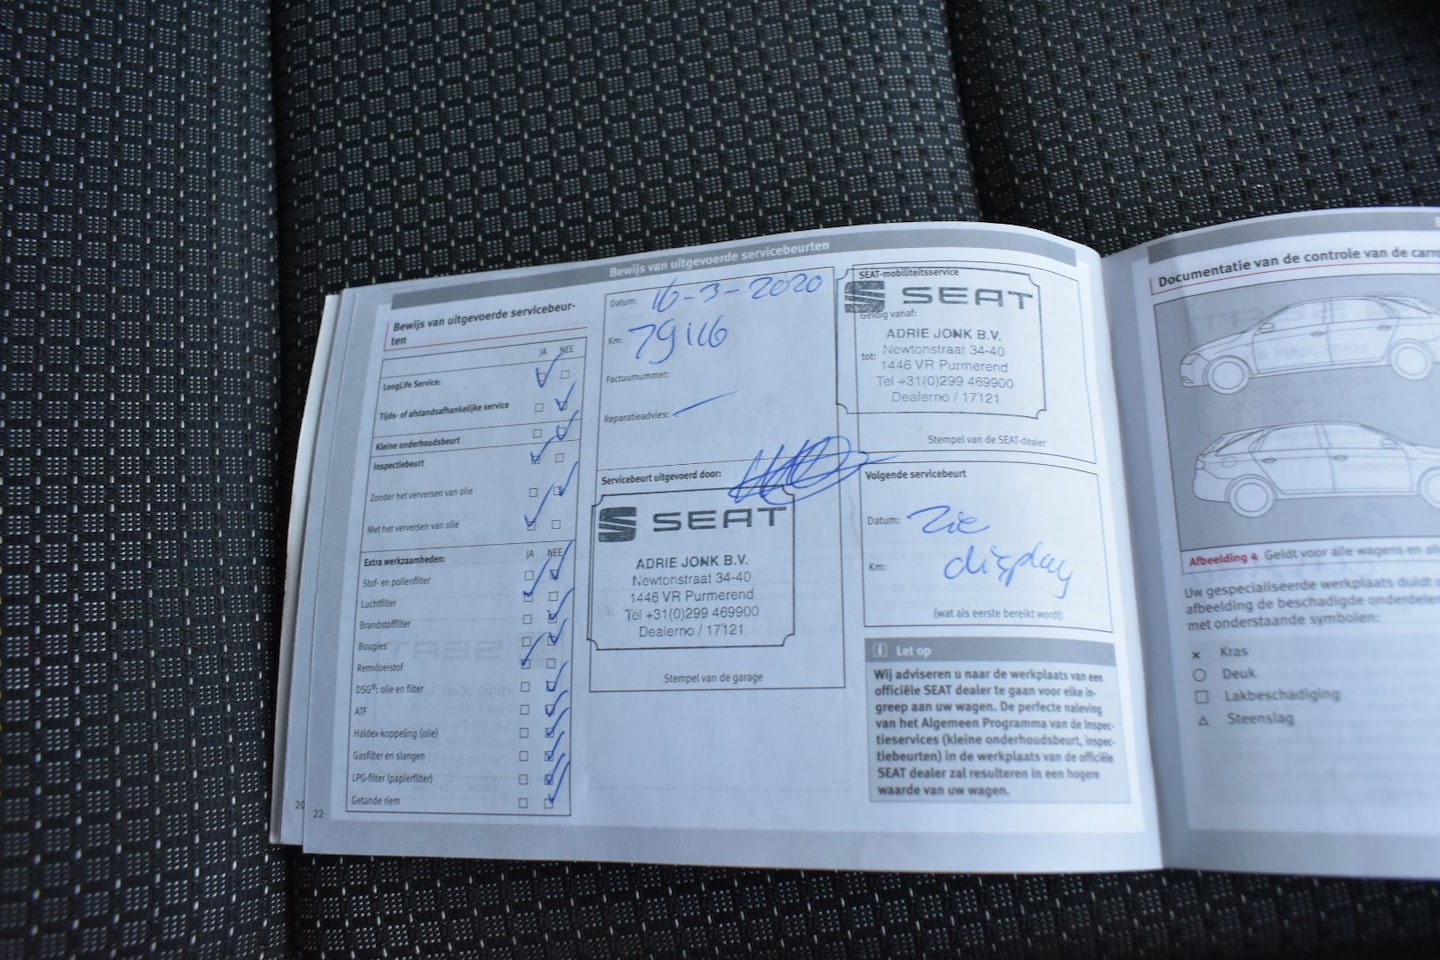 Bewijs van uitgevoerde servicebeurten
Bewijs van uitgevoerde servicebeur-
ten
JA NEE
LongLife Service:
Tijds- of afstandsafhankelijke service
Kleine onderhoudsbeurt
Inspectiebeurt
Zonder het verversen van olie
Met het verversen van olie
Extra werkzaamheden: JA NEE
Stof- en pollenfilter
Luchtfilter
Brandstoffilter
Bougies
Remvloeistof
DSG®: olie en filter
ATF
Haldex-koppeling (olie)
Gasfilter en slangen
LPG-filter (papierfilter)
Getande riem
20
22
Datum: 16-3-2020
Km: 79116
Factuurnummer:
Reparatieadvies:
Servicebeurt uitgevoerd door:
SEAT
ADRIE JONK B.V.
Newtonstraat 34-40
1446 VR Purmerend
Tel +31(0)299 469900
Dealerno / 17121
Stempel van de garage
SEAT-mobiliteitsservice
SEAT
Geldig vanaf:
ADRIE JONK B.V.
tot: Newtonstraat 34-40
1446 VR Purmerend
Tel +31(0)299 469900
Dealerno / 17121
Stempel van de SEAT-dealer
Volgende servicebeurt
Datum: Zie
Km: display
(wat als eerste bereikt wordt)
Let op
Wij adviseren u naar de werkplaats van een
officiële SEAT dealer te gaan voor elke in-
greep aan uw wagen. De perfecte naleving
van het Algemeen Programma van de Inspec-
tieservices (kleine onderhoudsbeurt, inspec-
tiebeurten) in de werkplaats van de officiële
SEAT dealer zal resulteren in een hogere
waarde van uw wagen.
Documentatie van de controle van de carro
Afbeelding 4 Geldt voor alle wagens en all
Uw gespecialiseerde werkplaats duidt o
afbeelding de beschadigde onderdelen
met onderstaande symbolen:
× Kras
○ Deuk
□ Lakbeschadiging
△ Steenslag